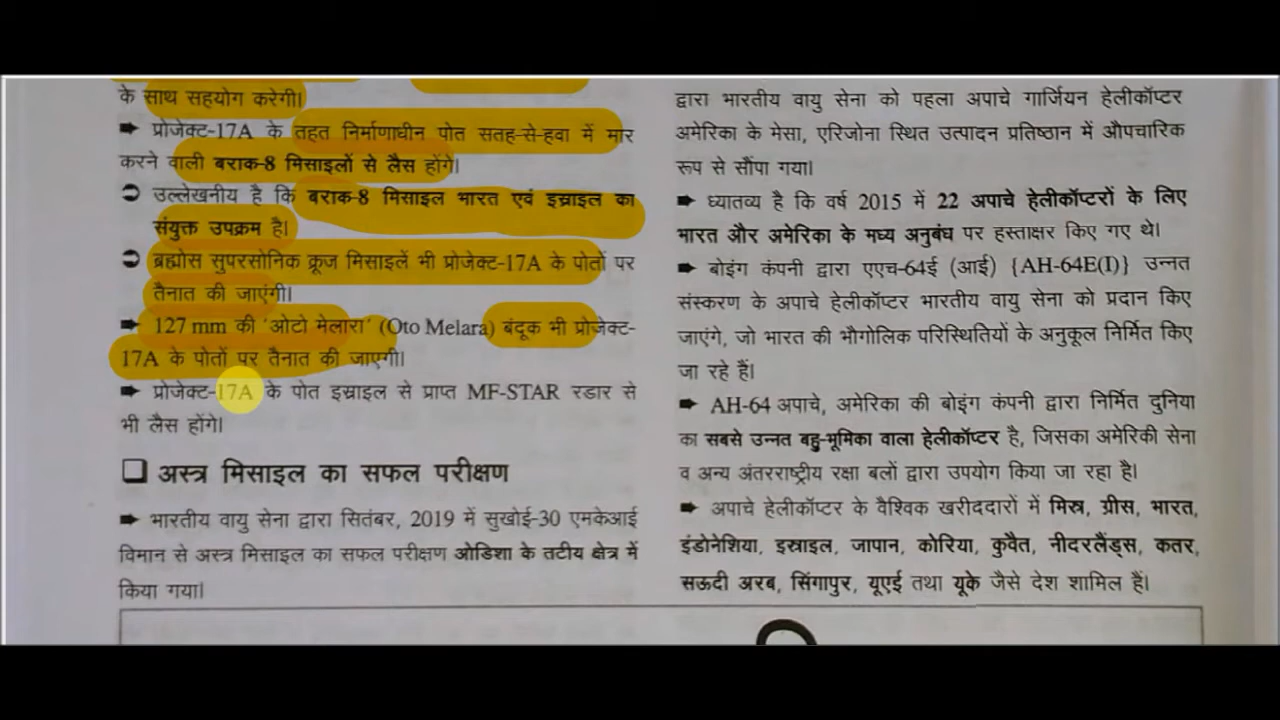 के साथ सहयोग करेगी।
➡ प्रोजेक्ट-17A के तहत निर्माणाधीन पोत सतह-से-हवा में मार
करने वाली बराक-8 मिसाइलों से लैस होंगे।
➲ उल्लेखनीय है कि बराक-8 मिसाइल भारत एवं इस्राइल का
संयुक्त उपक्रम है।
➲ ब्रह्मोस सुपरसोनिक क्रूज मिसाइलें भी प्रोजेक्ट-17A के पोतों पर
तैनात की जाएंगी।
➡ 127 mm की 'ओटो मेलारा' (Oto Melara) बंदूक भी प्रोजेक्ट-
17A के पोतों पर तैनात की जाएगी।
➡ प्रोजेक्ट-17A के पोत इस्राइल से प्राप्त MF-STAR रडार से
भी लैस होंगे।
❑ अस्त्र मिसाइल का सफल परीक्षण
➡ भारतीय वायु सेना द्वारा सितंबर, 2019 में सुखोई-30 एमकेआई
विमान से अस्त्र मिसाइल का सफल परीक्षण ओडिशा के तटीय क्षेत्र में
किया गया।
द्वारा भारतीय वायु सेना को पहला अपाचे गार्जियन हेलीकॉप्टर
अमेरिका के मेसा, एरिजोना स्थित उत्पादन प्रतिष्ठान में औपचारिक
रूप से सौंपा गया।
➡ ध्यातव्य है कि वर्ष 2015 में 22 अपाचे हेलीकॉप्टरों के लिए
भारत और अमेरिका के मध्य अनुबंध पर हस्ताक्षर किए गए थे।
➡ बोइंग कंपनी द्वारा एएच-64ई (आई) {AH-64E(I)} उन्नत
संस्करण के अपाचे हेलीकॉप्टर भारतीय वायु सेना को प्रदान किए
जाएंगे, जो भारत की भौगोलिक परिस्थितियों के अनुकूल निर्मित किए
जा रहे हैं।
➡ AH-64 अपाचे, अमेरिका की बोइंग कंपनी द्वारा निर्मित दुनिया
का सबसे उन्नत बहु-भूमिका वाला हेलीकॉप्टर है, जिसका अमेरिकी सेना
व अन्य अंतरराष्ट्रीय रक्षा बलों द्वारा उपयोग किया जा रहा है।
➡ अपाचे हेलीकॉप्टर के वैश्विक खरीददारों में मिस्र, ग्रीस, भारत,
इंडोनेशिया, इस्राइल, जापान, कोरिया, कुवैत, नीदरलैंड्स, कतर,
सऊदी अरब, सिंगापुर, यूएई तथा यूके जैसे देश शामिल हैं।